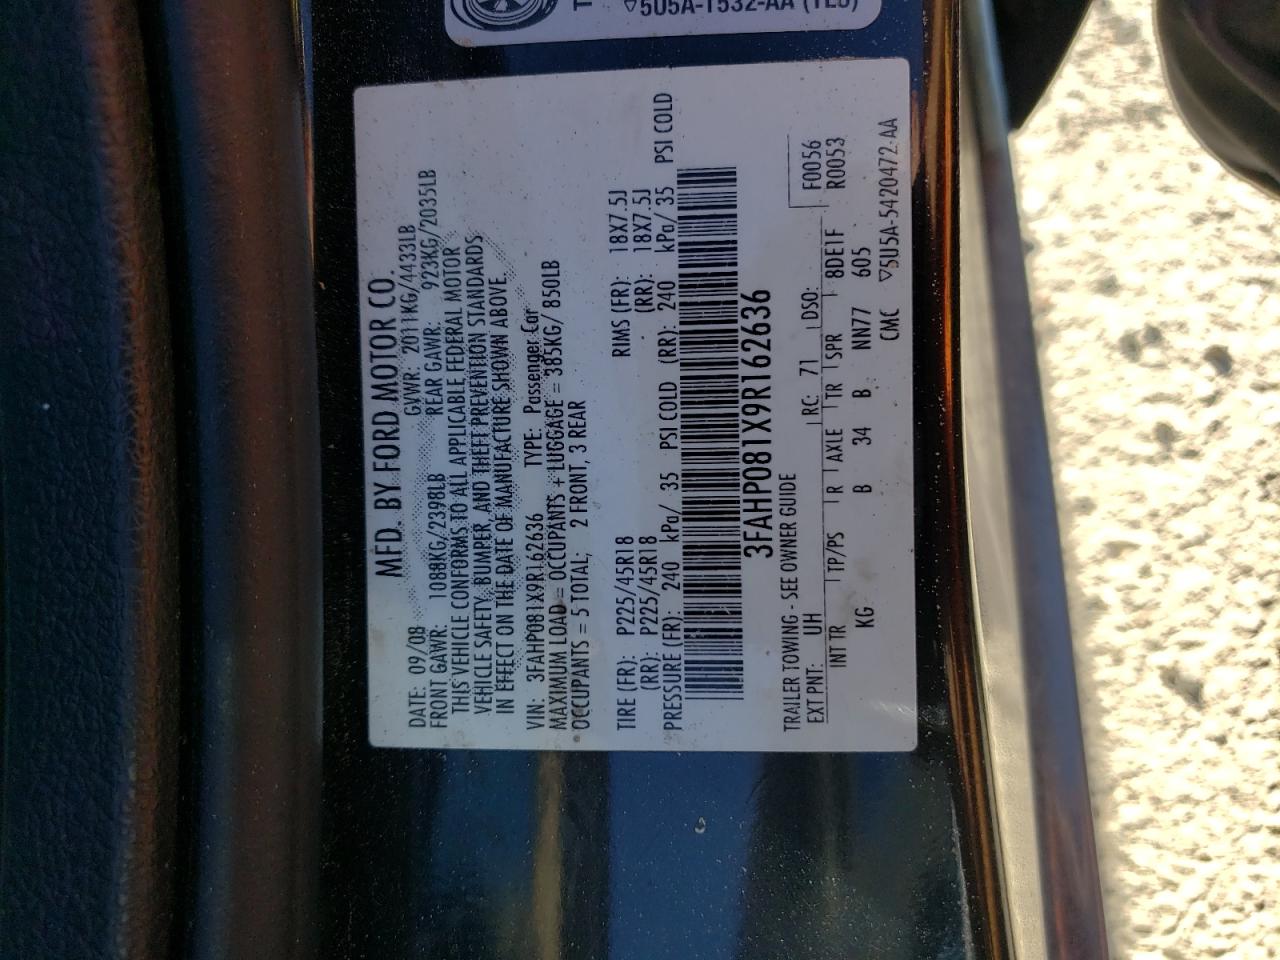 5U5A-1532-AA
MFD. BY FORD MOTOR CO.
DATE: 09/08 GVWR: 2011KG/4433LB
FRONT GAWR: 1088KG/2398LB REAR GAWR: 923KG/2035LB
THIS VEHICLE CONFORMS TO ALL APPLICABLE FEDERAL MOTOR
VEHICLE SAFETY, BUMPER, AND THEFT PREVENTION STANDARDS
IN EFFECT ON THE DATE OF MANUFACTURE SHOWN ABOVE
VIN: 3FAHP081X9R162636 TYPE: Passenger Car
MAXIMUM LOAD = OCCUPANTS + LUGGAGE = 385KG/ 850LB
OCCUPANTS = 5 TOTAL; 2 FRONT, 3 REAR
TIRE (FR): P225/45R18 RIMS (FR): 18X7.5J
(RR): P225/45R18 (RR): 18X7.5J
PRESSURE (FR): 240 kPa/ 35 PSI COLD (RR): 240 kPa/ 35 PSI COLD
3FAHP081X9R162636
TRAILER TOWING - SEE OWNER GUIDE F0056
EXT PNT: UH RC: 71 DSO: R0053
INT TR TP/PS R AXLE TR SPR 8DE1F
KG B 34 B NN77 605
CMC ▽5U5A-5420472-AA